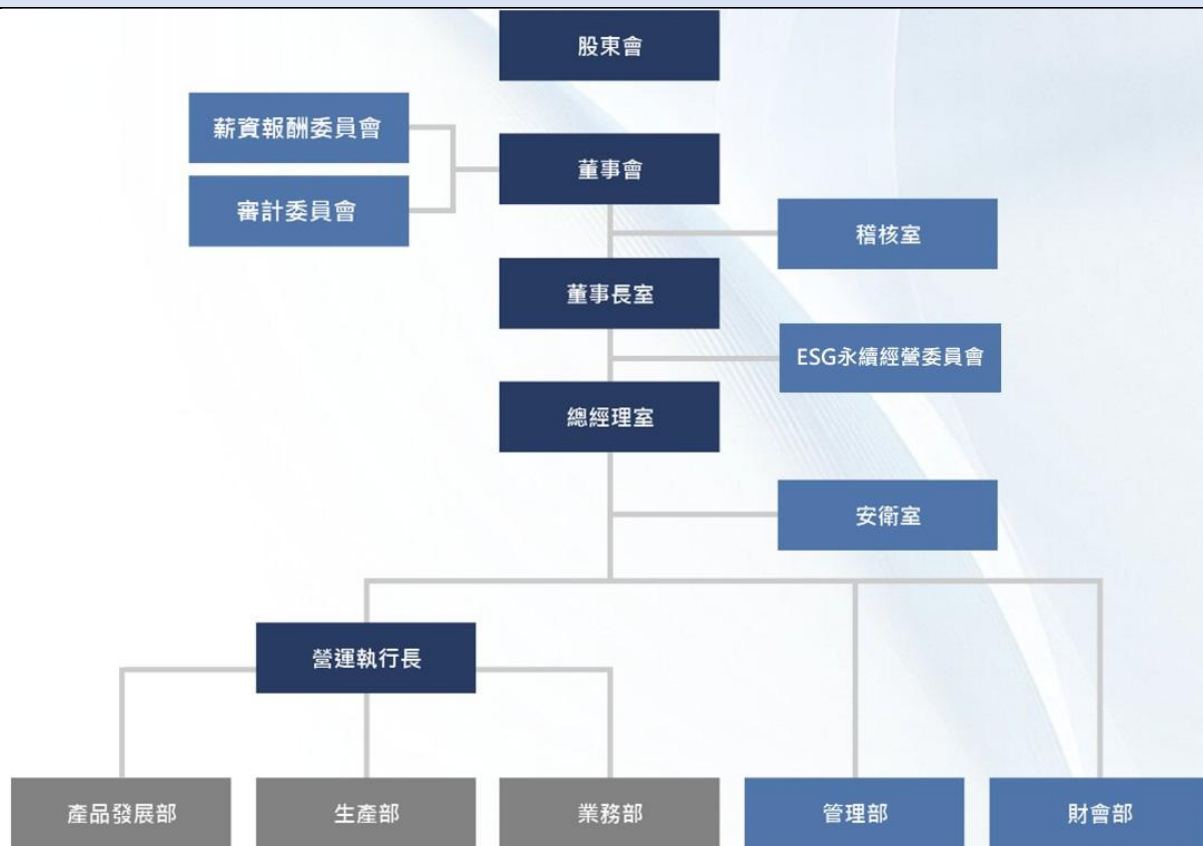 股東會
薪資報酬委員會
董事會
審計委員會
稽核室
董事長室
ESG永續經營委員會
總經理室
安衛室
營運執行長
產品發展部
生產部
業務部
管理部
財會部